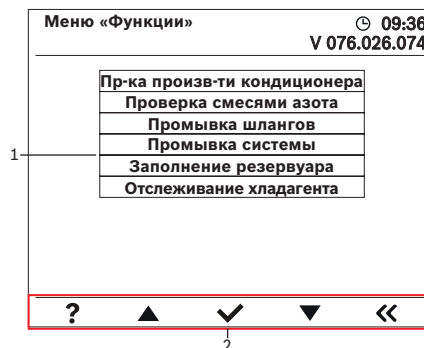 Меню «Функции»
09:36
V 076.026.074
Пр-ка произв-ти кондиционера
Проверка смесями азота
Промывка шлангов
Промывка системы
1
Заполнение резервуара
Отслеживание хладагента
?
2